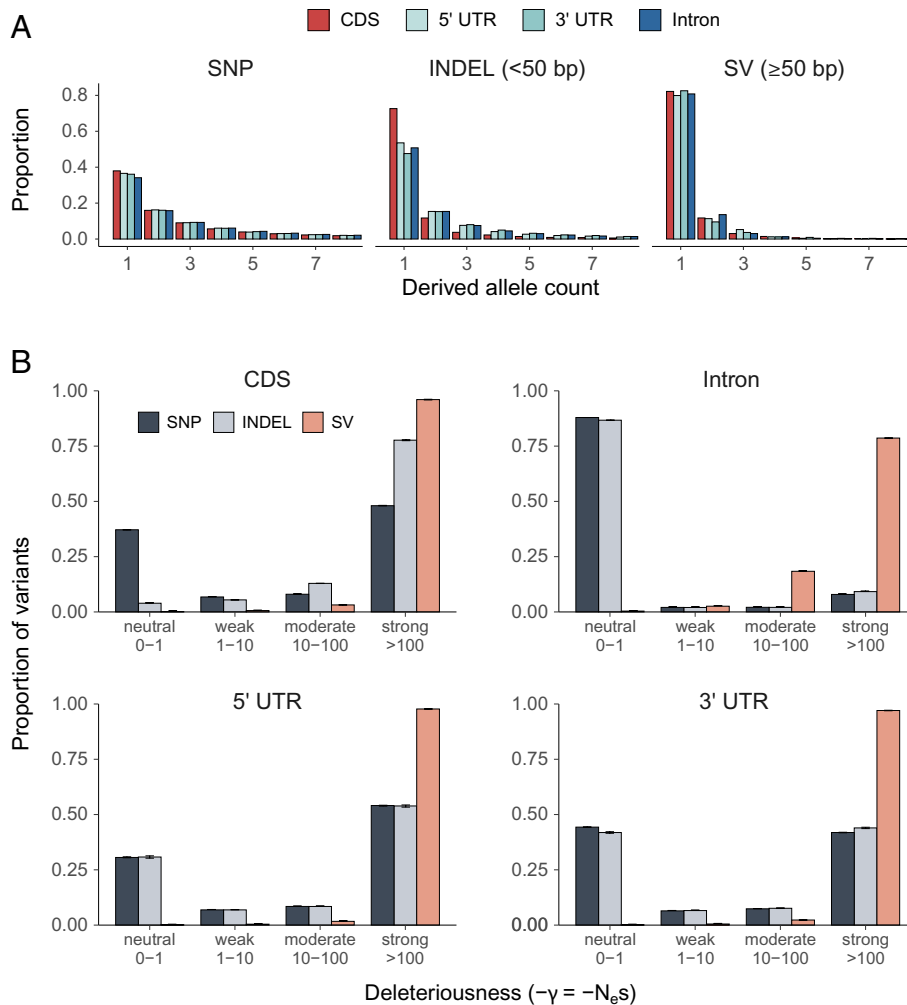 A
CDS 5' UTR 3' UTR Intron
SNP INDEL (<50 bp) SV (≥50 bp)
Proportion
0.8
0.6
0.4
0.2
0.0
1 3 5 7 1 3 5 7 1 3 5 7
Derived allele count
B
CDS Intron
SNP INDEL SV
Proportion of variants
1.00 1.00
0.75 0.75
0.50 0.50
0.25 0.25
0.00 0.00
neutral weak moderate strong neutral weak moderate strong
0−1 1−10 10−100 >100 0−1 1−10 10−100 >100
5' UTR 3' UTR
1.00 1.00
0.75 0.75
0.50 0.50
0.25 0.25
0.00 0.00
neutral weak moderate strong neutral weak moderate strong
0−1 1−10 10−100 >100 0−1 1−10 10−100 >100
Deleteriousness (−γ = −Nₑs)